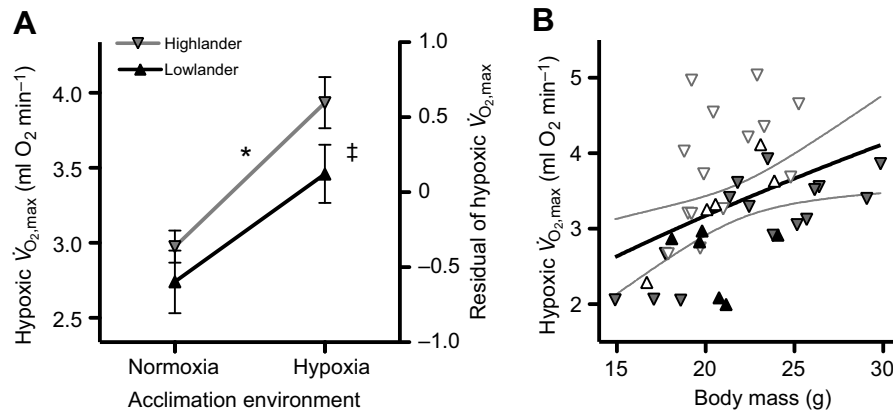 A
Highlander
Lowlander
Hypoxic V̇O2,max (ml O2 min−1)
4.0
3.5
3.0
2.5
*
‡
1.0
0.5
0
−0.5
−1.0
Residual of hypoxic V̇O2,max
Normoxia Hypoxia
Acclimation environment
B
Hypoxic V̇O2,max (ml O2 min−1)
5
4
3
2
15 20 25 30
Body mass (g)